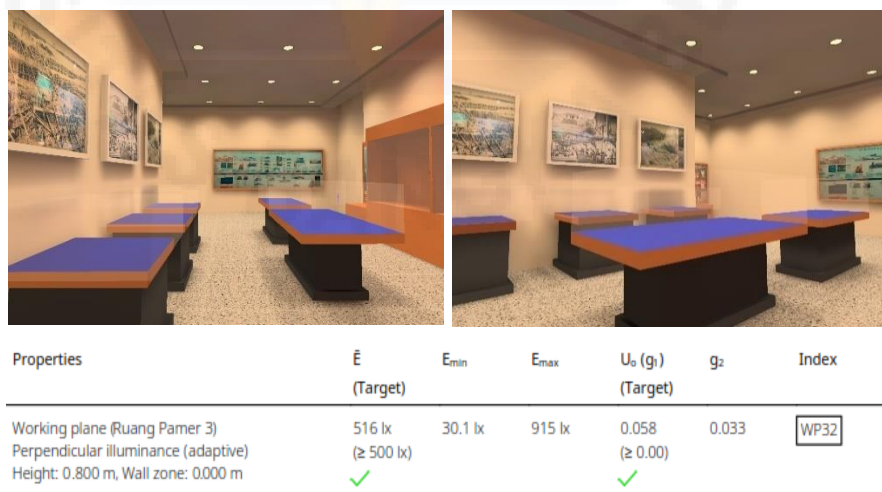 Properties Ē E_min E_max U₀ (g₁) g₂ Index
(Target) (Target)
Working plane (Ruang Pamer 3) 516 lx 30.1 lx 915 lx 0.058 0.033 WP32
Perpendicular illuminance (adaptive) (≥ 500 lx) (≥ 0.00)
Height: 0.800 m, Wall zone: 0.000 m ✓ ✓